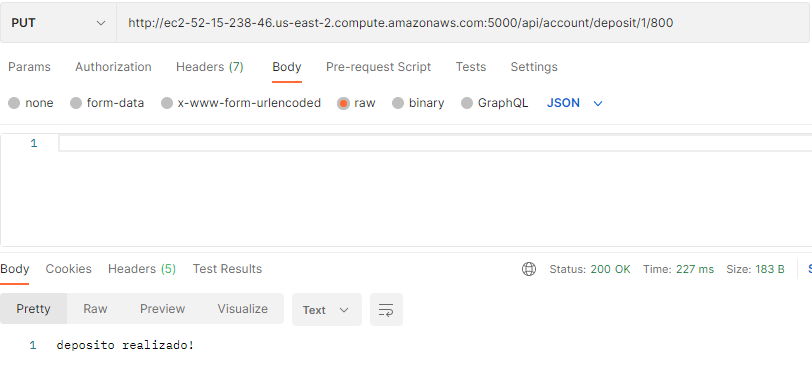 PUT http://ec2-52-15-238-46.us-east-2.compute.amazonaws.com:5000/api/account/deposit/1/800
Params Authorization Headers (7) Body Pre-request Script Tests Settings
none form-data x-www-form-urlencoded raw binary GraphQL JSON
1
Body Cookies Headers (5) Test Results Status: 200 OK Time: 227 ms Size: 183 B
Pretty Raw Preview Visualize Text
1 deposito realizado!